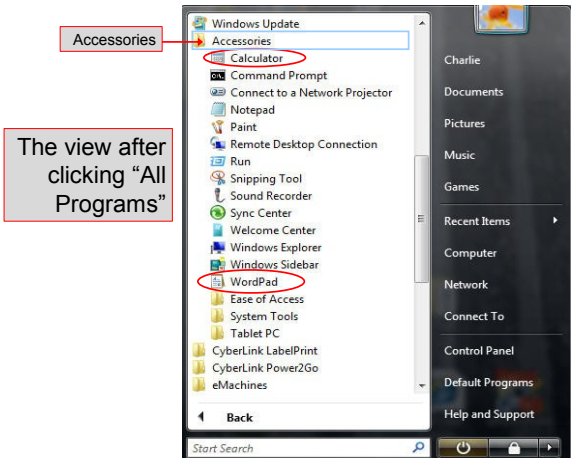 Windows Update
Accessories
Accessories
Calculator
Command Prompt
Connect to a Network Projector
Notepad
Paint
Remote Desktop Connection
Run
Snipping Tool
Sound Recorder
Sync Center
Welcome Center
Windows Explorer
Windows Sidebar
WordPad
Ease of Access
System Tools
Tablet PC
CyberLink LabelPrint
CyberLink Power2Go
eMachines
Back
Start Search
The view after
clicking “All
Programs”
Charlie
Documents
Pictures
Music
Games
Recent Items
Computer
Network
Connect To
Control Panel
Default Programs
Help and Support